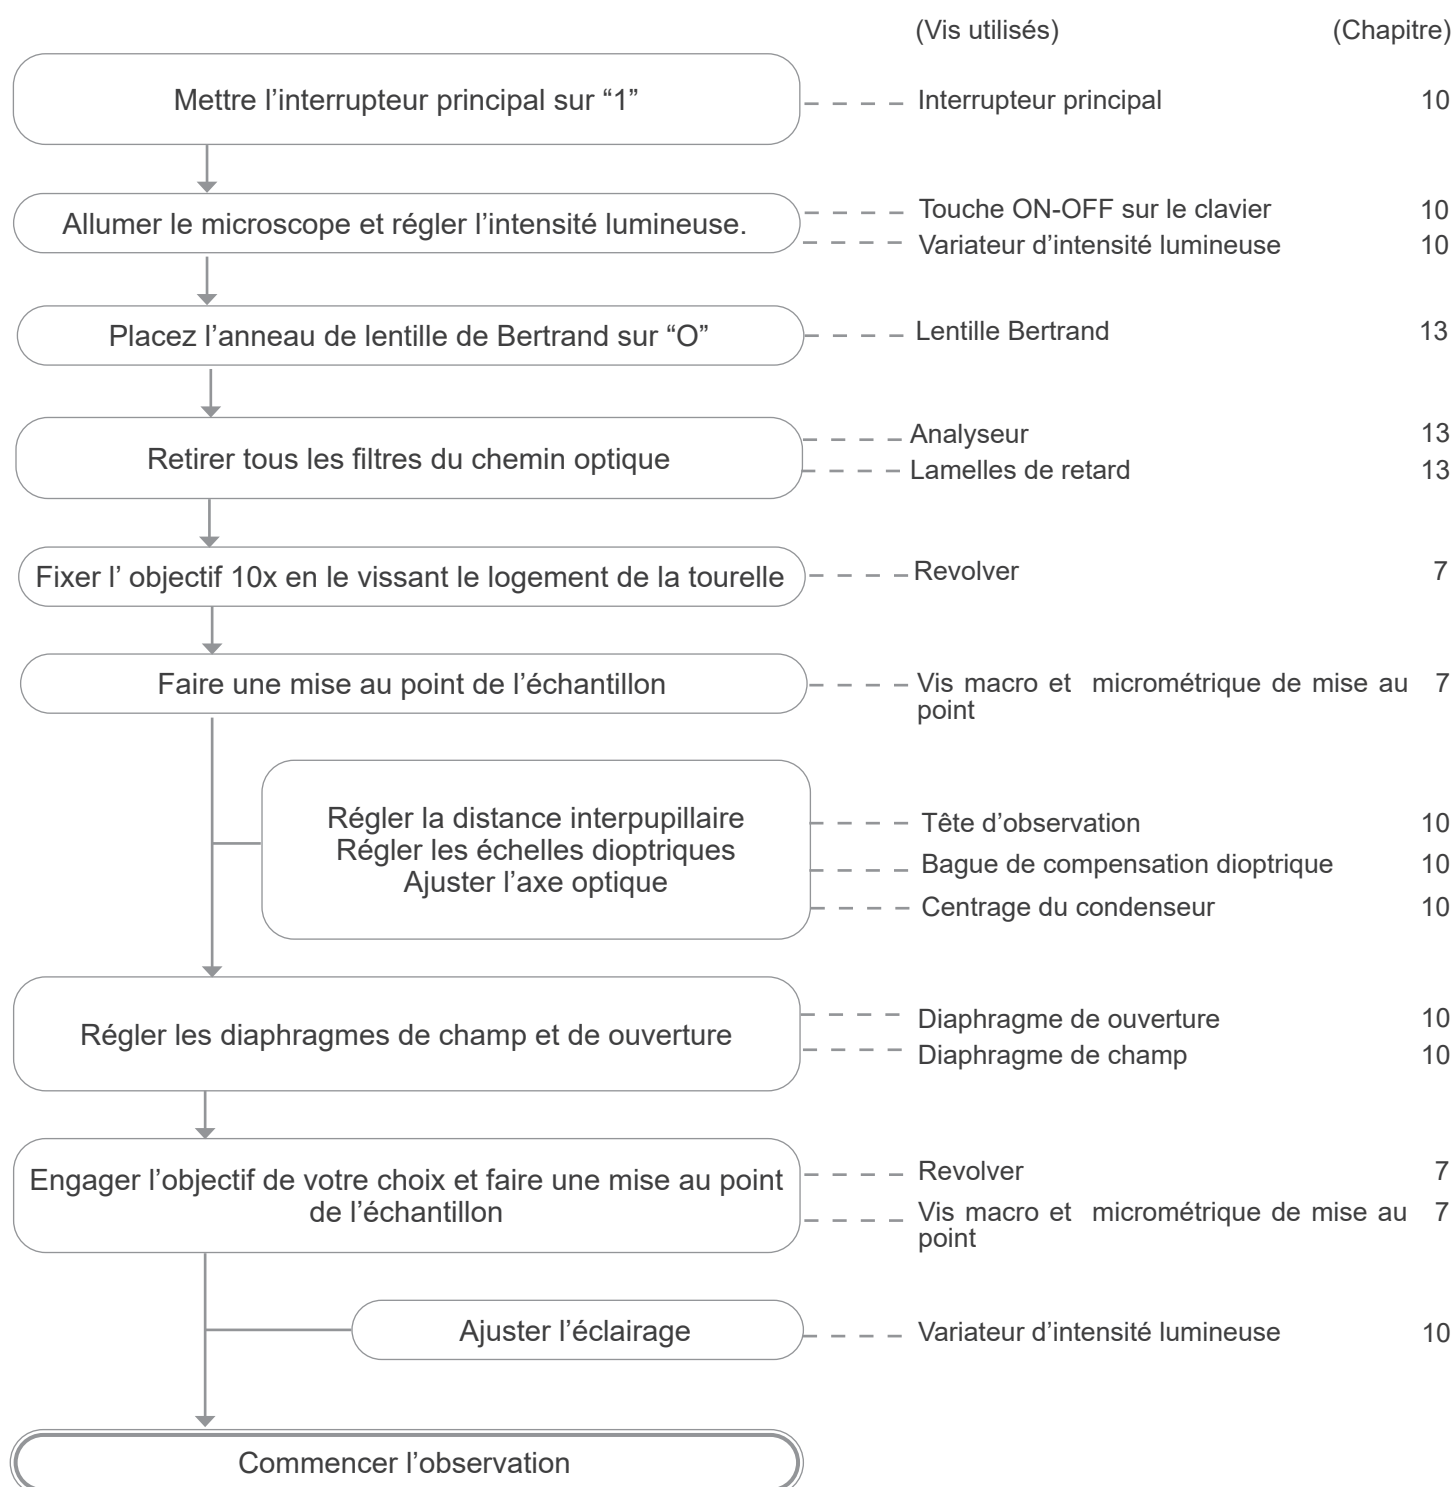 (Vis utilisés) (Chapitre)
Mettre l’interrupteur principal sur “1” Interrupteur principal 10
Allumer le microscope et régler l’intensité lumineuse. Touche ON-OFF sur le clavier 10
Variateur d’intensité lumineuse 10
Placez l’anneau de lentille de Bertrand sur “O” Lentille Bertrand 13
Retirer tous les filtres du chemin optique Analyseur 13
Lamelles de retard 13
Fixer l’ objectif 10x en le vissant le logement de la tourelle Revolver 7
Faire une mise au point de l’échantillon Vis macro et micrométrique de mise au 7
point
Régler la distance interpupillaire Tête d’observation 10
Régler les échelles dioptriques Bague de compensation dioptrique 10
Ajuster l’axe optique Centrage du condenseur 10
Régler les diaphragmes de champ et de ouverture Diaphragme de ouverture 10
Diaphragme de champ 10
Engager l’objectif de votre choix et faire une mise au point Revolver 7
de l’échantillon Vis macro et micrométrique de mise au 7
point
Ajuster l’éclairage Variateur d’intensité lumineuse 10
Commencer l’observation